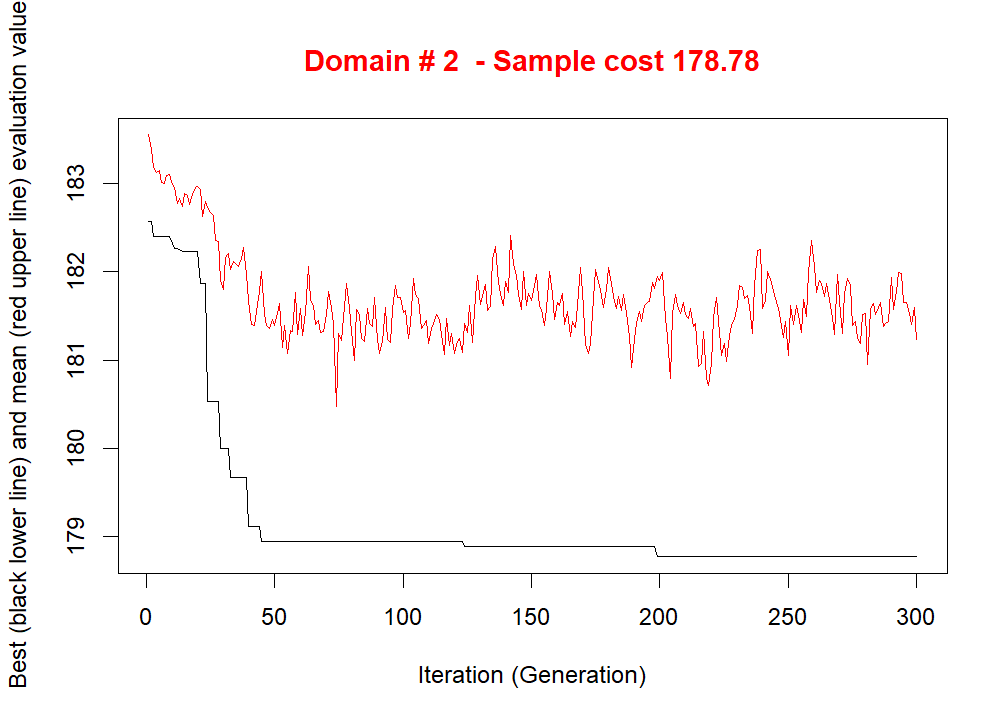 Domain # 2  - Sample cost 178.78
Best (black lower line) and mean (red upper line) evaluation value
183
182
181
180
179
0 50 100 150 200 250 300
Iteration (Generation)